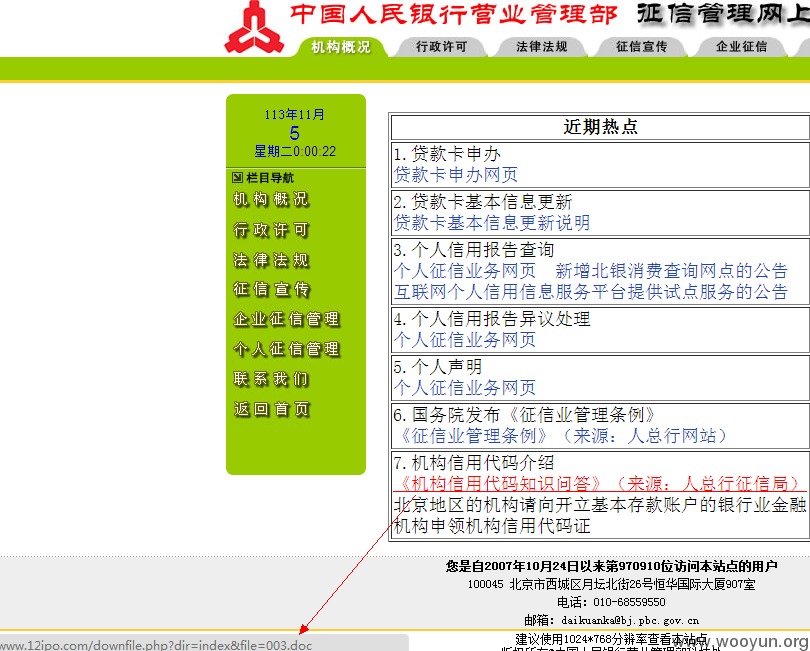 中国人民银行营业管理部 征信管理网上
机构概况 行政许可 法律法规 征信宣传 企业征信
113年11月
5
星期二0:00:22
栏目导航
机构概况
行政许可
法律法规
征信宣传
企业征信管理
个人征信管理
联系我们
返回首页
近期热点
1.贷款卡申办
贷款卡申办网页
2.贷款卡基本信息更新
贷款卡基本信息更新说明
3.个人信用报告查询
个人征信业务网页 新增北银消费查询网点的公告
互联网个人信用信息服务平台提供试点服务的公告
4.个人信用报告异议处理
个人征信业务网页
5.个人声明
个人征信业务网页
6.国务院发布《征信业管理条例》
《征信业管理条例》（来源：人总行网站）
7.机构信用代码介绍
《机构信用代码知识问答》（来源：人总行征信局）
北京地区的机构请向开立基本存款账户的银行业金融
机构申领机构信用代码证
您是自2007年10月24日以来第970910位访问本站点的用户
100045 北京市西城区月坛北街26号恒华国际大厦907室
电话：010-68559550
邮箱：daikuanka@bj.pbc.gov.cn
建议使用1024*768分辨率查看本站点
www.12ipo.com/downfile.php?dir=index&file=003.doc
www.wooyun.org